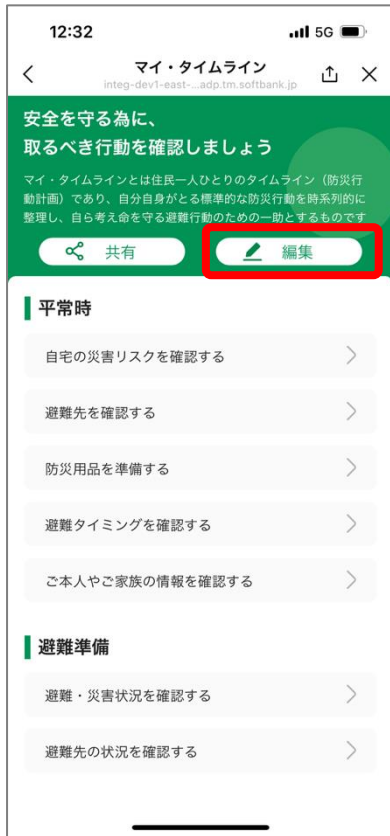 12:32
5G
マイ・タイムライン
integ-dev1-east-...adp.tm.softbank.jp
安全を守る為に、
取るべき行動を確認しましょう
マイ・タイムラインとは住民一人ひとりのタイムライン（防災行
動計画）であり、自分自身がとる標準的な防災行動を時系列的に
整理し、自ら考え命を守る避難行動のための一助とするものです
共有
編集
平常時
自宅の災害リスクを確認する
避難先を確認する
防災用品を準備する
避難タイミングを確認する
ご本人やご家族の情報を確認する
避難準備
避難・災害状況を確認する
避難先の状況を確認する